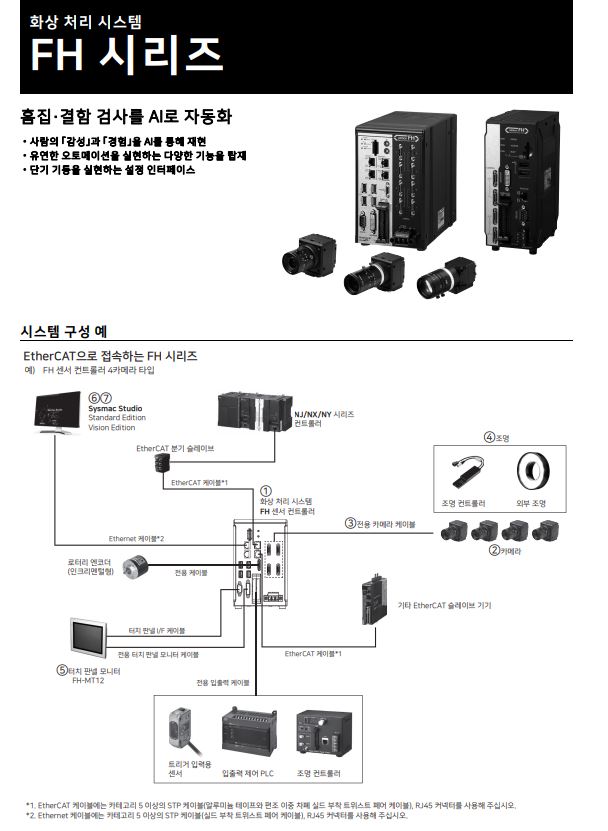 화상 처리 시스템
FH 시리즈
흠집·결함 검사를 AI로 자동화
• 사람의 「감성」과 「경험」을 AI를 통해 재현
• 유연한 오토메이션을 실현하는 다양한 기능을 탑재
• 단기 기동을 실현하는 설정 인터페이스
FH
FH
시스템 구성 예
EtherCAT으로 접속하는 FH 시리즈
예) FH 센서 컨트롤러 4카메라 타입
⑥⑦
Sysmac Studio
Standard Edition
Vision Edition
NJ/NX/NY 시리즈
컨트롤러
EtherCAT 분기 슬레이브
EtherCAT 케이블*1
④조명
조명 컨트롤러
외부 조명
①
화상 처리 시스템
FH 센서 컨트롤러
③전용 카메라 케이블
②카메라
Ethernet 케이블*2
로터리 엔코더
(인크리멘털형)
전용 케이블
기타 EtherCAT 슬레이브 기기
터치 판넬 I/F 케이블
전용 터치 판넬 모니터 케이블
EtherCAT 케이블*1
⑤터치 판넬 모니터
FH-MT12
전용 입출력 케이블
트리거 입력용
센서
입출력 제어 PLC
조명 컨트롤러
*1. EtherCAT 케이블에는 카테고리 5 이상의 STP 케이블(알루미늄 테이프와 편조 이중 차폐 실드 부착 트위스트 페어 케이블), RJ45 커넥터를 사용해 주십시오.
*2. Ethernet 케이블에는 카테고리 5 이상의 STP 케이블(실드 부착 트위스트 페어 케이블), RJ45 커넥터를 사용해 주십시오.